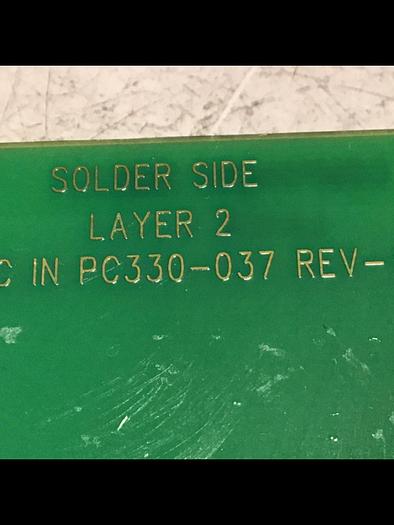 SOLDER SIDE
LAYER 2
C IN PC330-037 REV-